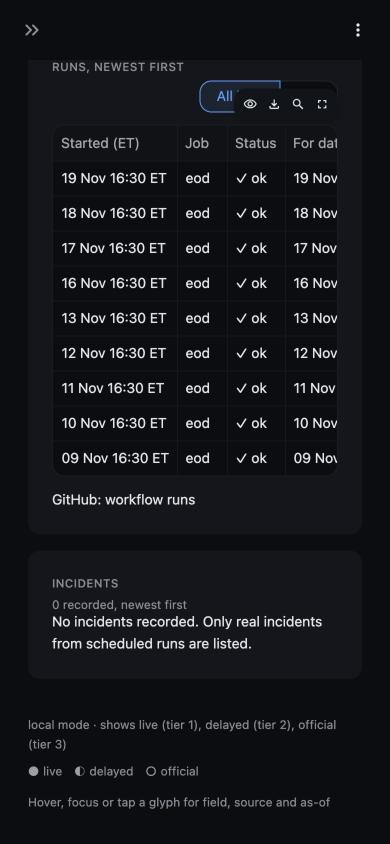 RUNS, NEWEST FIRST
All
Started (ET) Job Status For dat
19 Nov 16:30 ET eod ✓ ok 19 Nov
18 Nov 16:30 ET eod ✓ ok 18 Nov
17 Nov 16:30 ET eod ✓ ok 17 Nov
16 Nov 16:30 ET eod ✓ ok 16 Nov
13 Nov 16:30 ET eod ✓ ok 13 Nov
12 Nov 16:30 ET eod ✓ ok 12 Nov
11 Nov 16:30 ET eod ✓ ok 11 Nov
10 Nov 16:30 ET eod ✓ ok 10 Nov
09 Nov 16:30 ET eod ✓ ok 09 Nov
GitHub: workflow runs
INCIDENTS
0 recorded, newest first
No incidents recorded. Only real incidents
from scheduled runs are listed.
local mode · shows live (tier 1), delayed (tier 2), official
(tier 3)
● live ◐ delayed ○ official
Hover, focus or tap a glyph for field, source and as-of